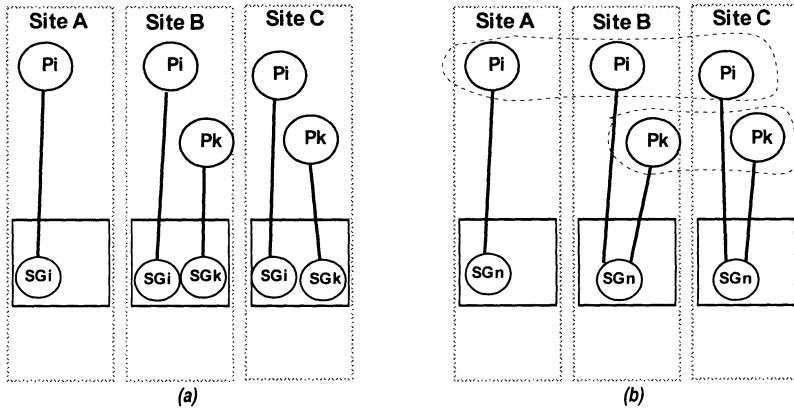 Site A Site B Site C
Pi Pi Pi
Pk Pk
SGi SGi SGk SGi SGk
(a)
Site A Site B Site C
Pi Pi Pi
Pk Pk
SGn SGn SGn
(b)